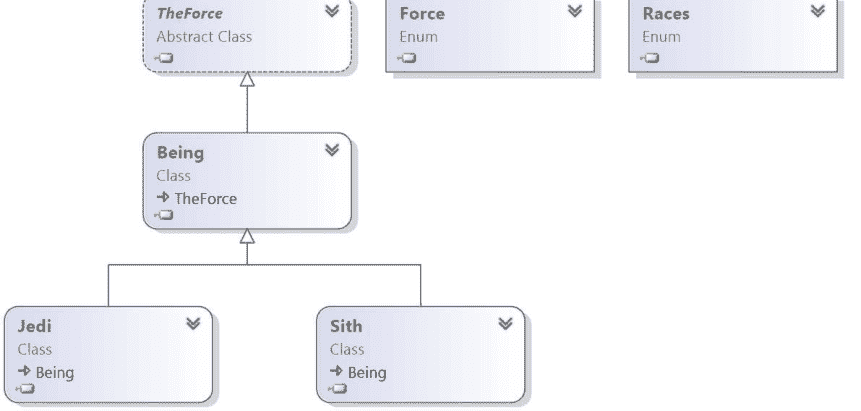 TheForce
Abstract Class
Force
Enum
Races
Enum
Being
Class
TheForce
Jedi
Class
Being
Sith
Class
Being